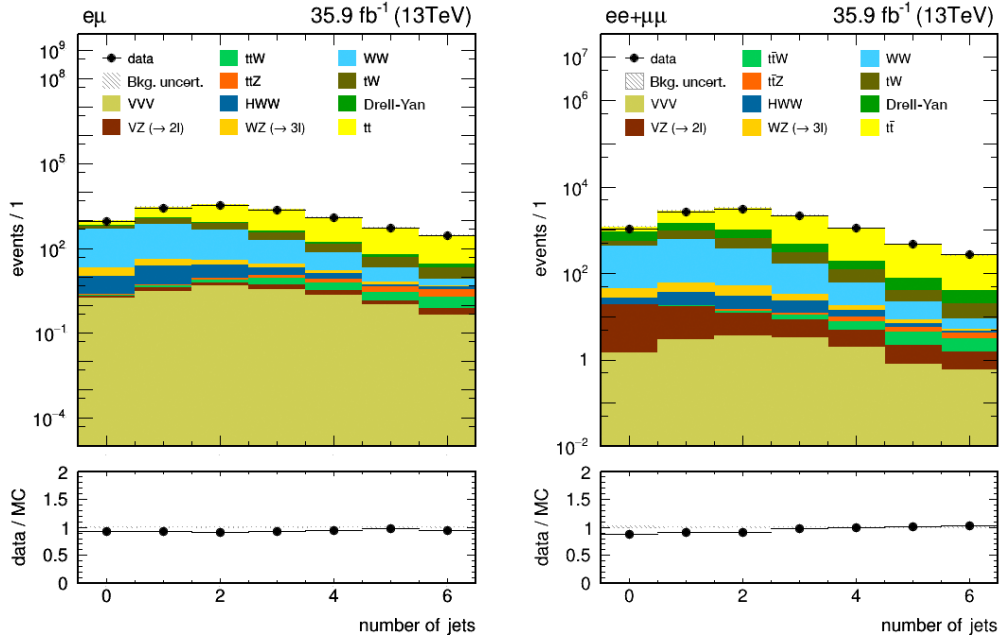 eμ 35.9 fb⁻¹ (13TeV)
10⁹
10⁸
10⁵
10²
10⁻¹
10⁻⁴
events / 1
data
Bkg. uncert.
VVV
VZ (→ 2l)
ttW
ttZ
HWW
WZ (→ 3l)
WW
tW
Drell-Yan
tt
2
1.5
1
0.5
0
data / MC
0 2 4 6
number of jets
ee+μμ 35.9 fb⁻¹ (13TeV)
10⁷
10⁶
10⁴
10²
1
10⁻²
events / 1
data
Bkg. uncert.
VVV
VZ (→ 2l)
tt̄W
tt̄Z
HWW
WZ (→ 3l)
WW
tW
Drell-Yan
tt̄
2
1.5
1
0.5
0
data / MC
0 2 4 6
number of jets